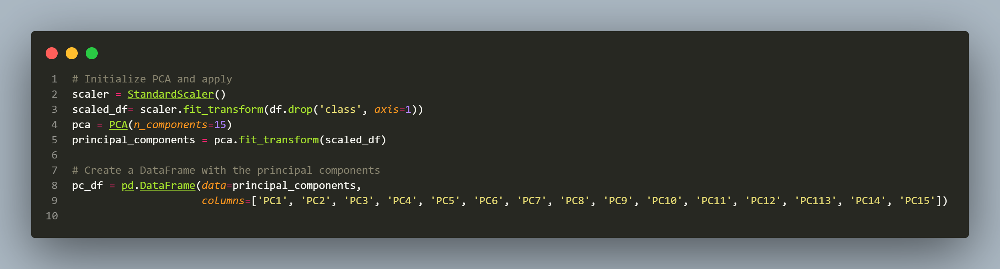 1 # Initialize PCA and apply
2 scaler = StandardScaler()
3 scaled_df= scaler.fit_transform(df.drop('class', axis=1))
4 pca = PCA(n_components=15)
5 principal_components = pca.fit_transform(scaled_df)
6
7 # Create a DataFrame with the principal components
8 pc_df = pd.DataFrame(data=principal_components,
9                      columns=['PC1', 'PC2', 'PC3', 'PC4', 'PC5', 'PC6', 'PC7', 'PC8', 'PC9', 'PC10', 'PC11', 'PC12', 'PC113', 'PC14', 'PC15'])
10